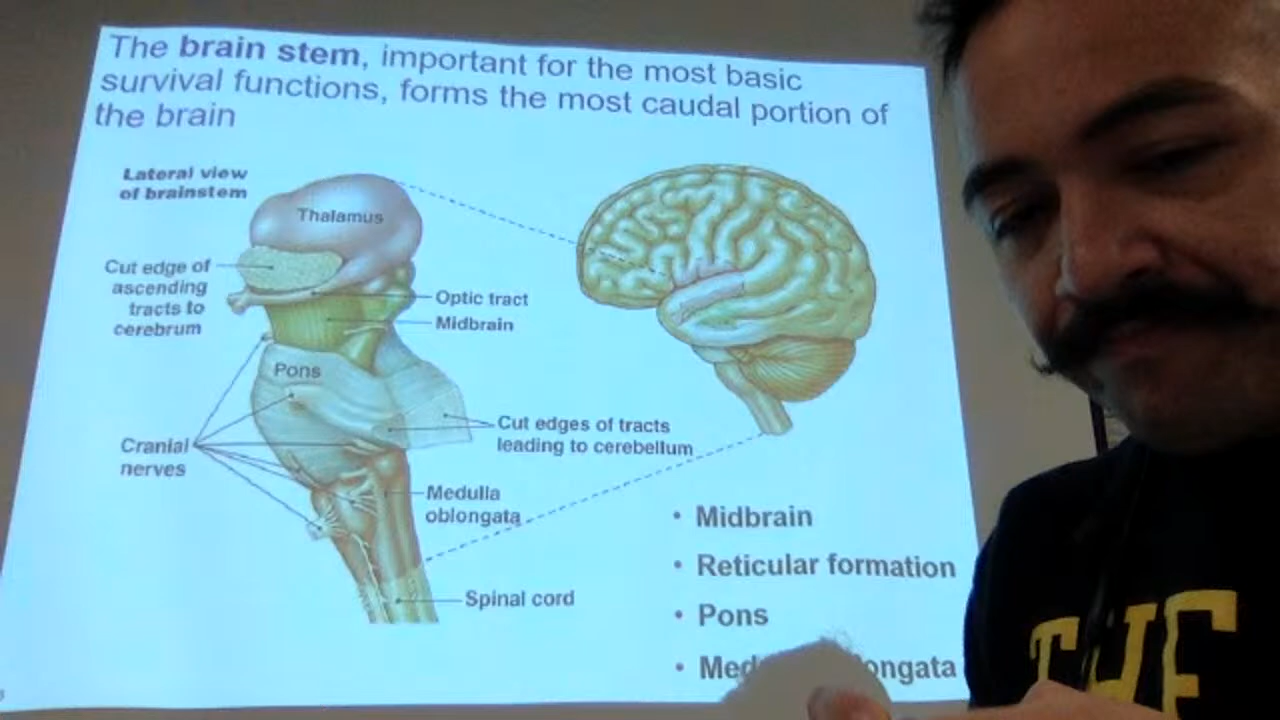 The brain stem, important for the most basic
survival functions, forms the most caudal portion of
the brain
Lateral view
of brainstem
Thalamus
Cut edge of
ascending
tracts to
cerebrum
Optic tract
Midbrain
Pons
Cut edges of tracts
leading to cerebellum
Cranial
nerves
Medulla
oblongata
Spinal cord
• Midbrain
• Reticular formation
• Pons
• Med ongata
THE